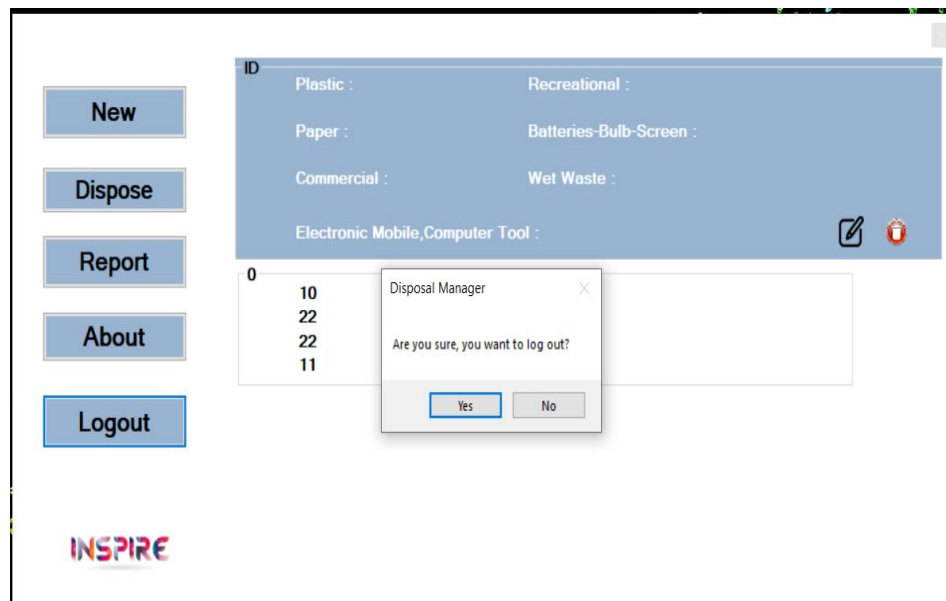 New
Dispose
Report
About
Logout
INSPIRE
ID
Plastic :
Recreational :
Paper :
Batteries-Bulb-Screen :
Commercial :
Wet Waste :
Electronic Mobile,Computer Tool :
0
10
22
22
11
Disposal Manager
Are you sure, you want to log out?
Yes
No